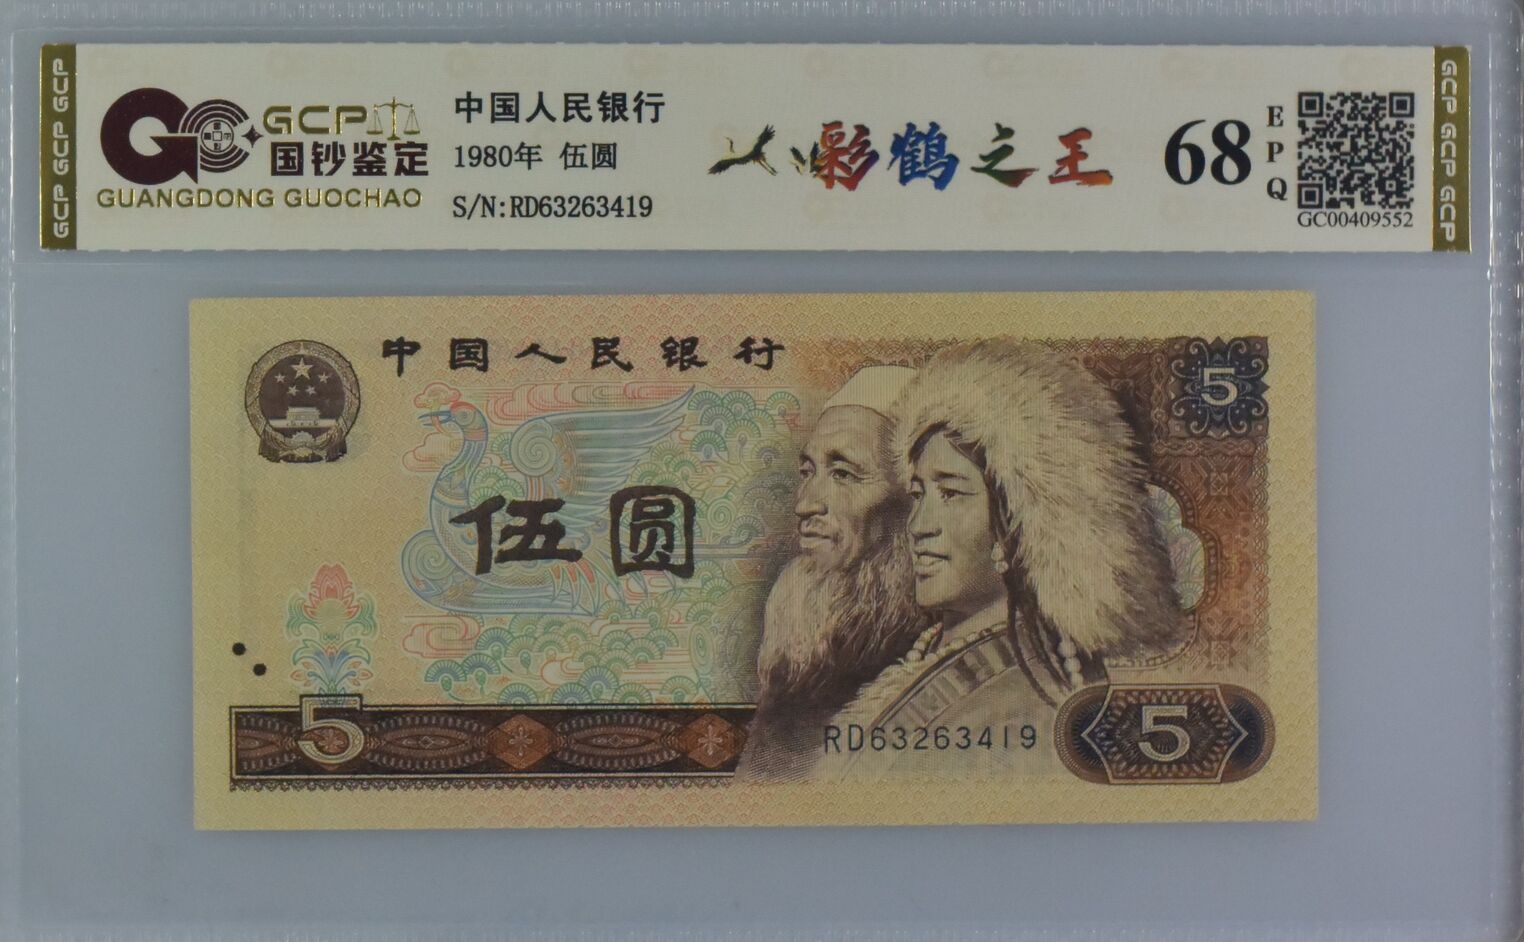 GCP GCP GCP
GCP
国钞鉴定
GUANGDONG GUOCHAO
中国人民银行
1980年 伍圆
S/N:RD63263419
彩鹤之王
68
EPQ
GC00409552
GCP GCP GCP
中国人民银行
5
伍圆
5
RD63263419
5